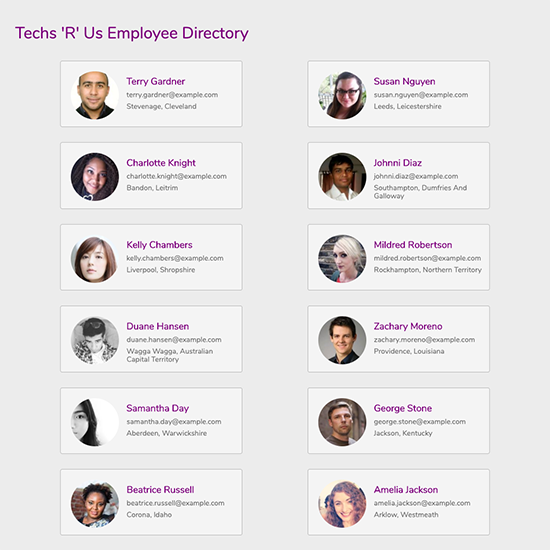 Techs 'R' Us Employee Directory
Terry Gardner
terry.gardner@example.com
Stevenage, Cleveland
Susan Nguyen
susan.nguyen@example.com
Leeds, Leicestershire
Charlotte Knight
charlotte.knight@example.com
Bandon, Leitrim
Johnni Diaz
johnni.diaz@example.com
Southampton, Dumfries And
Galloway
Kelly Chambers
kelly.chambers@example.com
Liverpool, Shropshire
Mildred Robertson
mildred.robertson@example.com
Rockhampton, Northern Territory
Duane Hansen
duane.hansen@example.com
Wagga Wagga, Australian
Capital Territory
Zachary Moreno
zachary.moreno@example.com
Providence, Louisiana
Samantha Day
samantha.day@example.com
Aberdeen, Warwickshire
George Stone
george.stone@example.com
Jackson, Kentucky
Beatrice Russell
beatrice.russell@example.com
Corona, Idaho
Amelia Jackson
amelia.jackson@example.com
Arklow, Westmeath